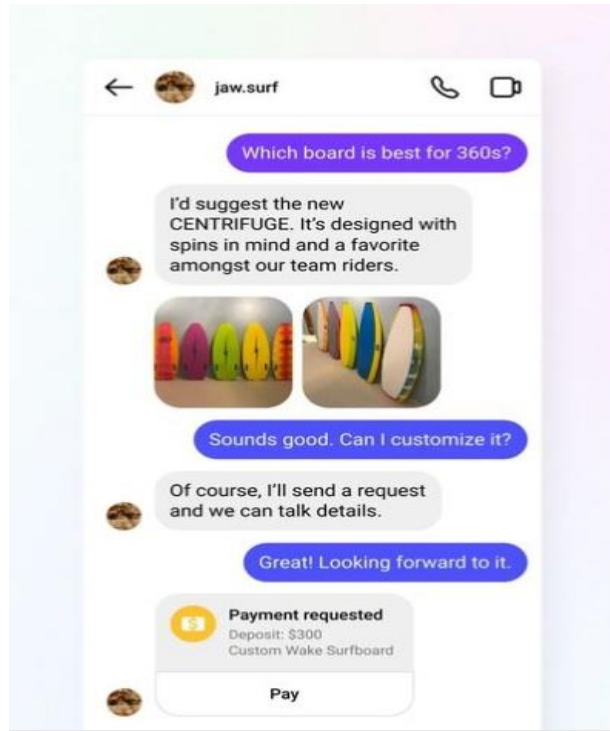 jaw.surf
Which board is best for 360s?
I'd suggest the new
CENTRIFUGE. It's designed with
spins in mind and a favorite
amongst our team riders.
Sounds good. Can I customize it?
Of course, I'll send a request
and we can talk details.
Great! Looking forward to it.
Payment requested
Deposit: $300
Custom Wake Surfboard
Pay